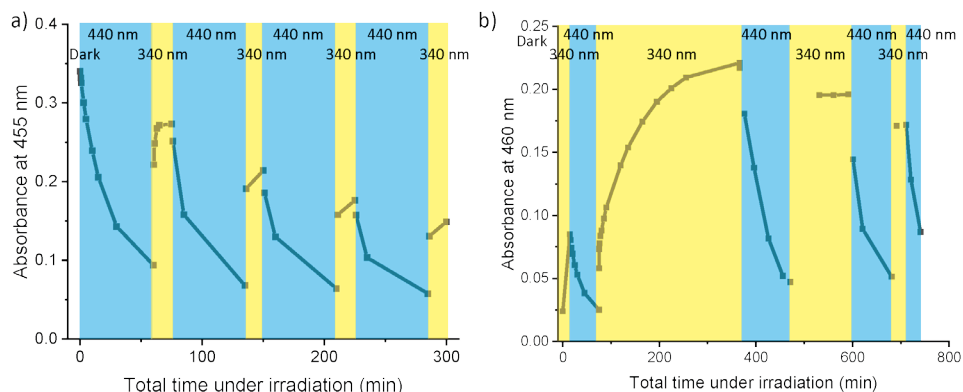 a)
440 nm 440 nm 440 nm 440 nm
Dark 340 nm 340 nm 340 nm 340 nm
0.4
0.3
0.2
0.1
0.0
0 100 200 300
Absorbance at 455 nm
Total time under irradiation (min)
b)
440 nm 440 nm 440 nm 440 nm
Dark
340 nm 340 nm 340 nm 340 nm
0.25
0.20
0.15
0.10
0.05
0.00
0 200 400 600 800
Absorbance at 460 nm
Total time under irradiation (min)